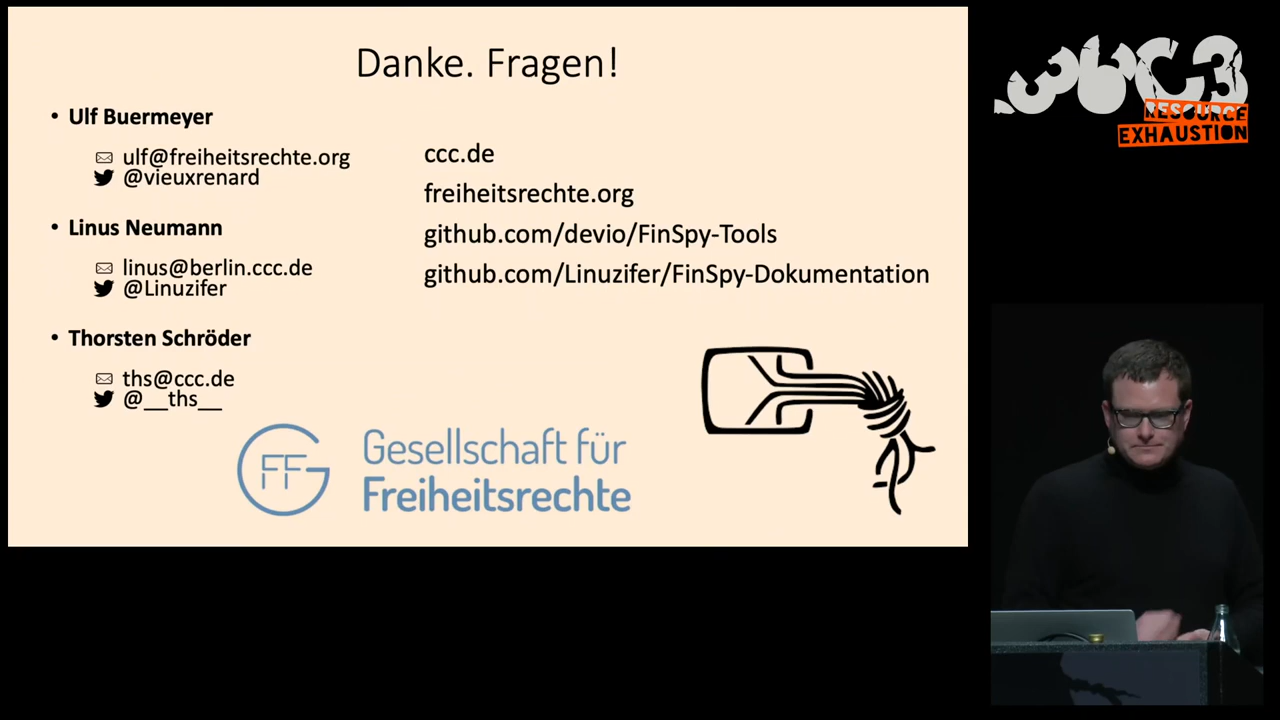 Danke. Fragen!
• Ulf Buermeyer
ulf@freiheitsrechte.org
@vieuxrenard
• Linus Neumann
linus@berlin.ccc.de
@Linuzifer
• Thorsten Schröder
ths@ccc.de
@__ths__
ccc.de
freiheitsrechte.org
github.com/devio/FinSpy-Tools
github.com/Linuzifer/FinSpy-Dokumentation
FFG
Gesellschaft für
Freiheitsrechte
36C3
RESOURCE
EXHAUSTION